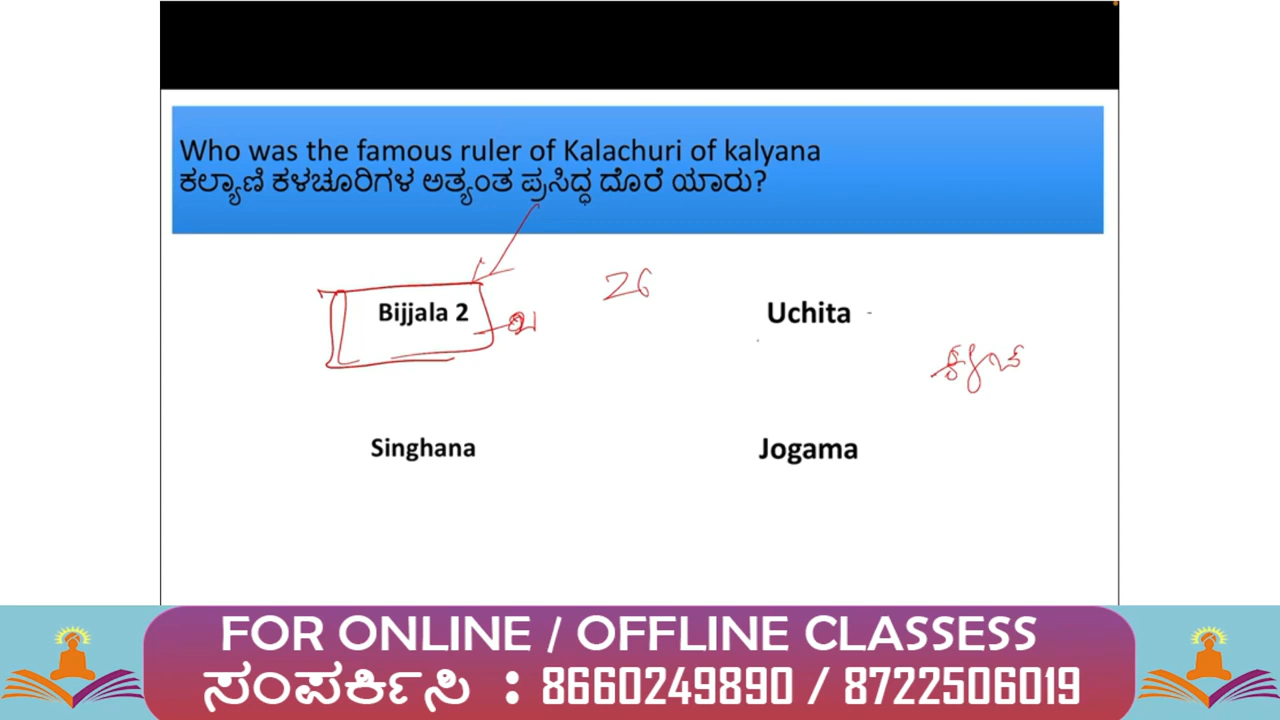 Who was the famous ruler of Kalachuri of kalyana
ಕಲ್ಯಾಣಿ ಕಳಚೂರಿಗಳ ಅತ್ಯಂತ ಪ್ರಸಿದ್ಧ ದೊರೆ ಯಾರು?
26
Bijjala 2
Uchita
Singhana
Jogama
FOR ONLINE / OFFLINE CLASSESS
ಸಂಪರ್ಕಿಸಿ : 8660249890 / 8722506019